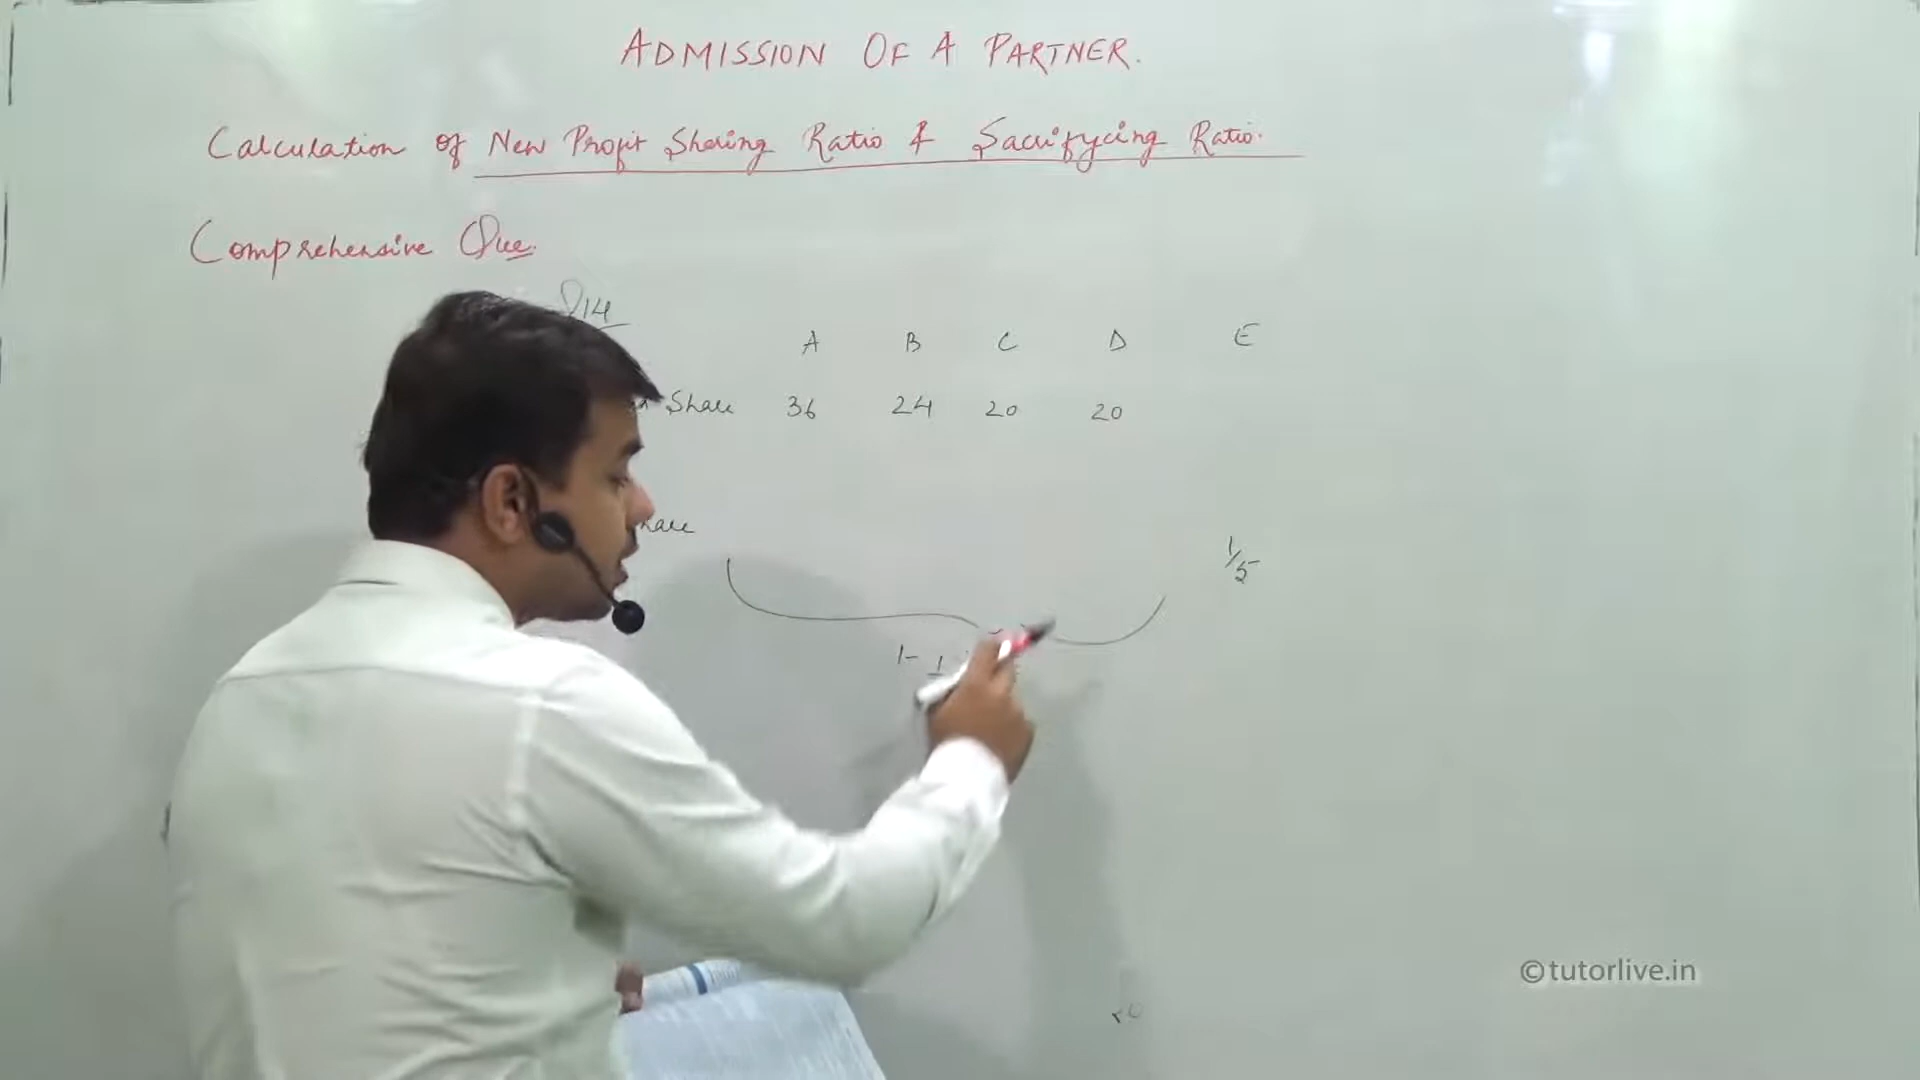 ADMISSION OF A PARTNER.
Calculation of New Profit Sharing Ratio & Sacrifycing Ratio.
Comprehensive Que.
Q14
A B C D E
Share 36 24 20 20
1/5
1- 1
©tutorlive.in